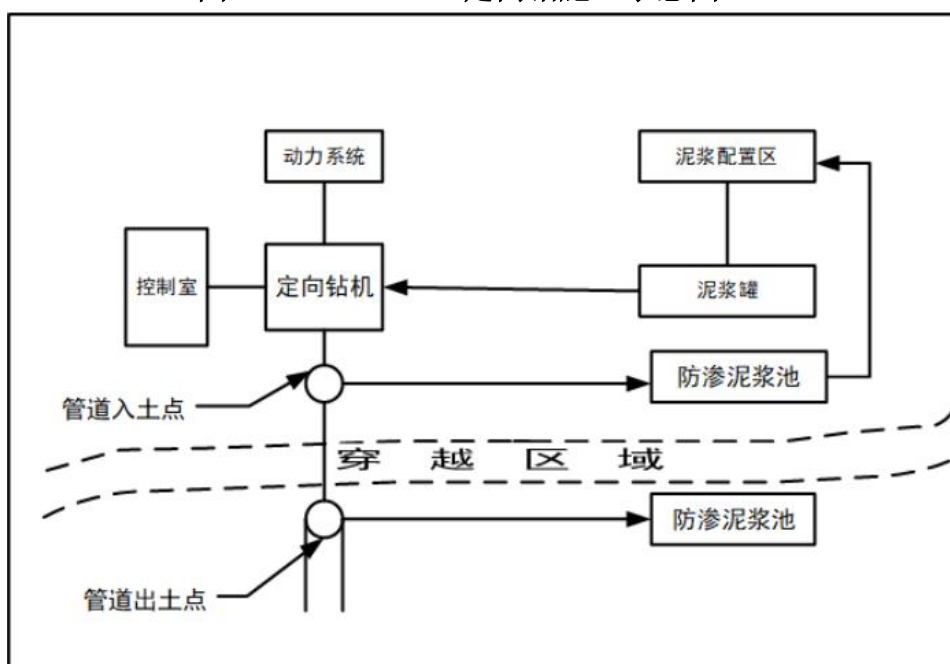 动力系统
泥浆配置区
控制室
定向钻机
泥浆罐
防渗泥浆池
管道入土点
穿越区域
防渗泥浆池
管道出土点